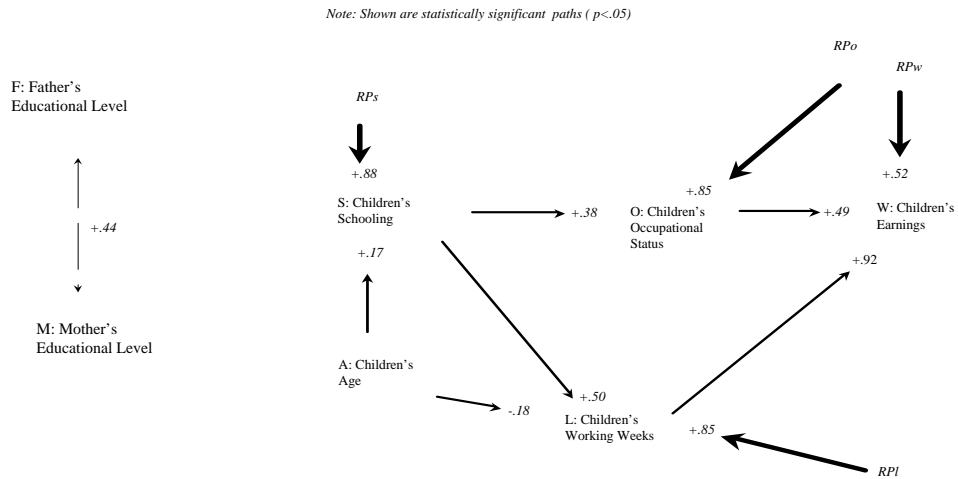 Note: Shown are statistically significant paths ( p<.05)
RPo
RPw
F: Father's
Educational Level
RPs
+.88
+.85
+.52
S: Children's
Schooling
+.38
O: Children's
Occupational
Status
+.49
W: Children's
Earnings
+.44
+.17
+.92
M: Mother's
Educational Level
A: Children's
Age
-.18
+.50
L: Children's
Working Weeks
+.85
RPl